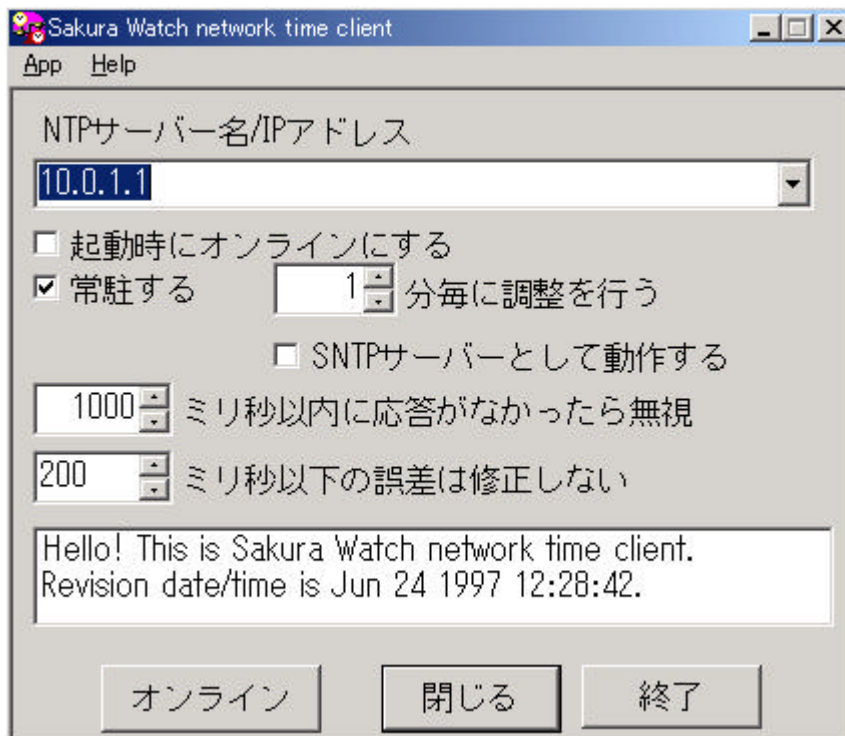 Sakura Watch network time client
App Help
NTPサーバー名/IPアドレス
10.0.1.1
起動時にオンラインにする
常駐する 1 分毎に調整を行う
SNTPサーバーとして動作する
1000 ミリ秒以内に応答がなかったら無視
200 ミリ秒以下の誤差は修正しない
Hello! This is Sakura Watch network time client.
Revision date/time is Jun 24 1997 12:28:42.
オンライン 閉じる 終了